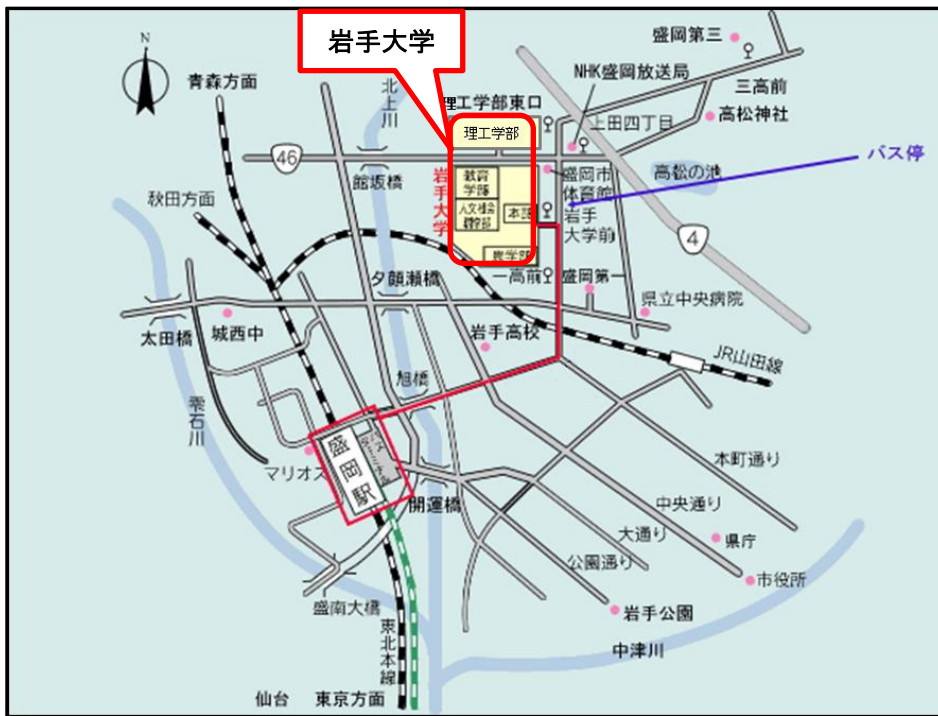 岩手大学
盛岡第三
N
NHK盛岡放送局
青森方面
北上川
理工学部東口
三高前
理工学部
上田四丁目
高松神社
46
バス停
館坂橋
岩手大学
教育
学部
盛岡市
体育館
高松の池
秋田方面
人文社会
科学部
本部
岩手
大学前
4
農学部
一高前
盛岡第一
夕顔瀬橋
県立中央病院
太田橋
城西中
岩手高校
JR山田線
旭橋
雫石川
盛岡駅
バスターミナル
マリオス
本町通り
開運橋
中央通り
大通り
県庁
公園通り
市役所
盛南大橋
岩手公園
東北本線
中津川
仙台
東京方面